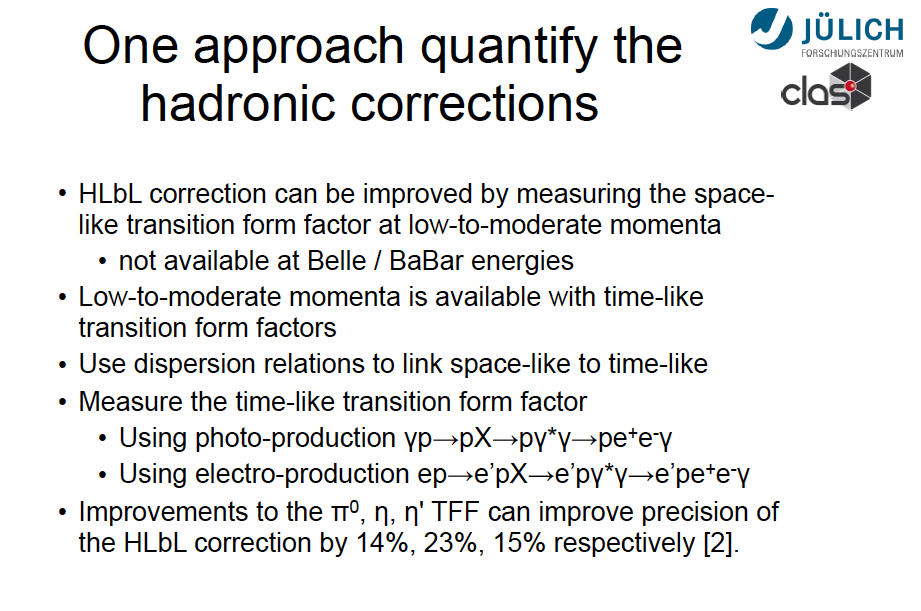 One approach quantify the
hadronic corrections
JÜLICH
FORSCHUNGSZENTRUM
clas
• HLbL correction can be improved by measuring the space-
like transition form factor at low-to-moderate momenta
• not available at Belle / BaBar energies
• Low-to-moderate momenta is available with time-like
transition form factors
• Use dispersion relations to link space-like to time-like
• Measure the time-like transition form factor
• Using photo-production γp→pX→pγ*γ→pe⁺e⁻γ
• Using electro-production ep→e’pX→e’pγ*γ→e’pe⁺e⁻γ
• Improvements to the π⁰, η, η' TFF can improve precision of
the HLbL correction by 14%, 23%, 15% respectively [2].